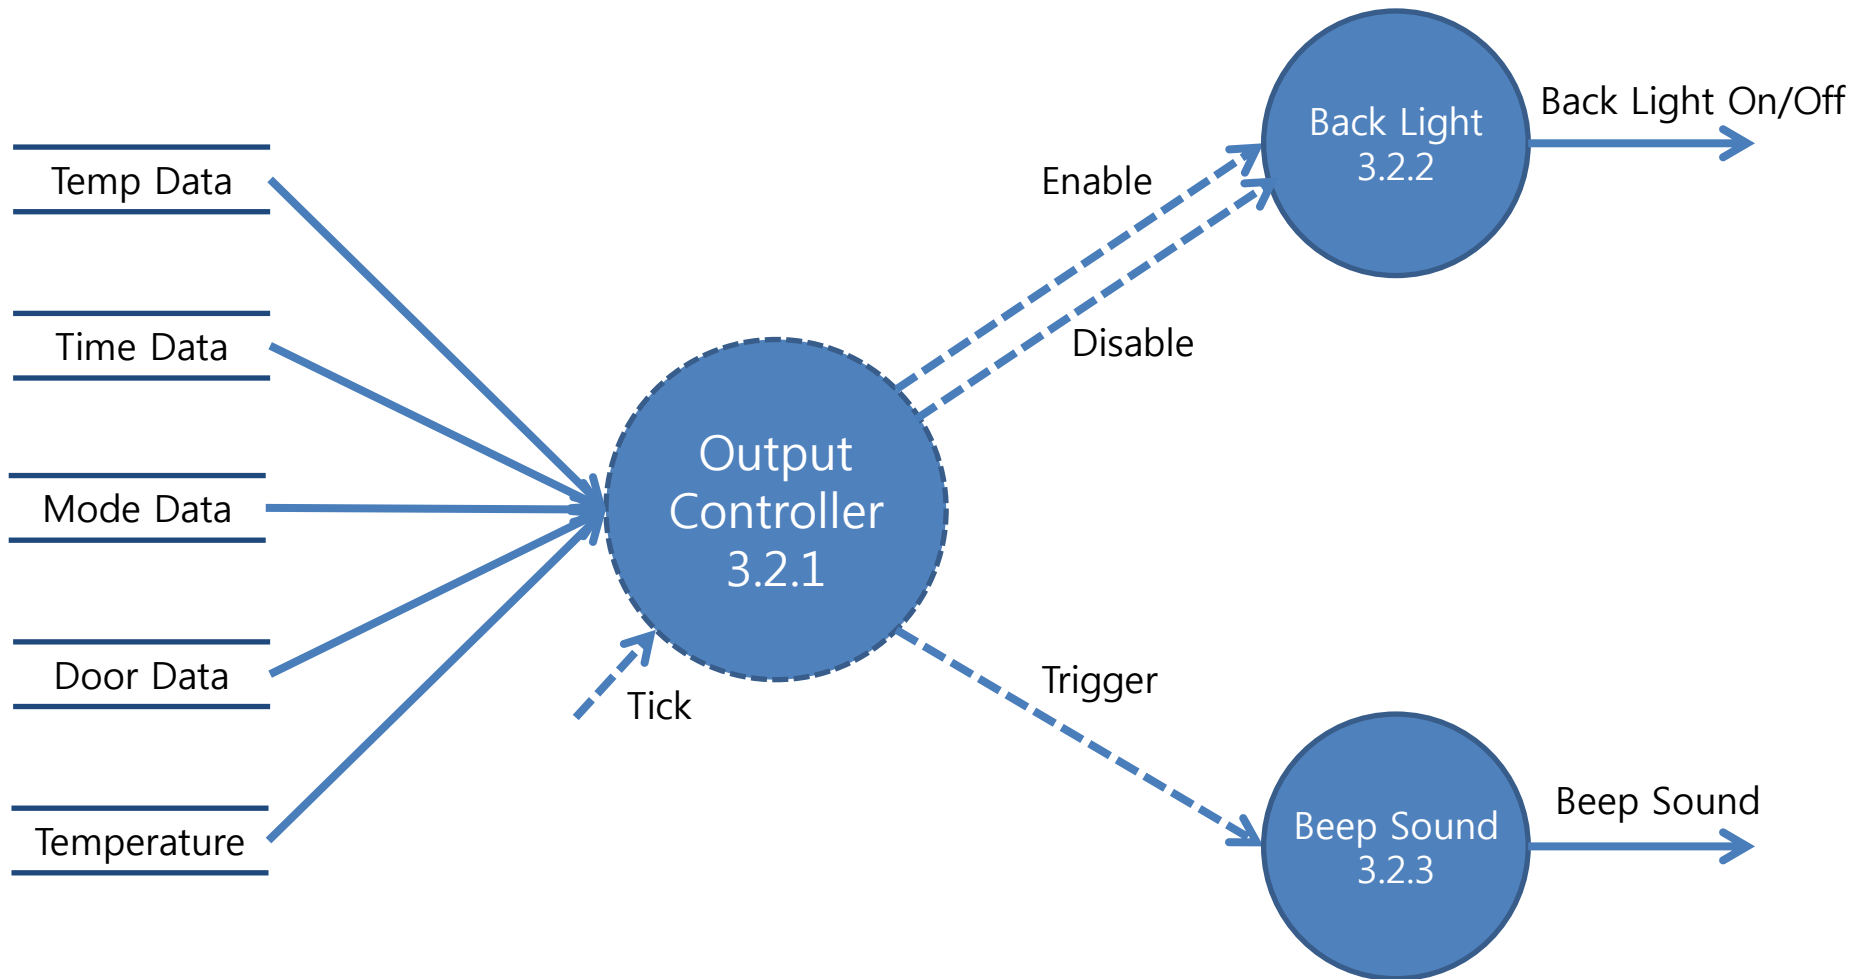 Temp Data
Time Data
Mode Data
Door Data
Temperature
Output
Controller
3.2.1
Tick
Enable
Disable
Trigger
Back Light
3.2.2
Back Light On/Off
Beep Sound
3.2.3
Beep Sound